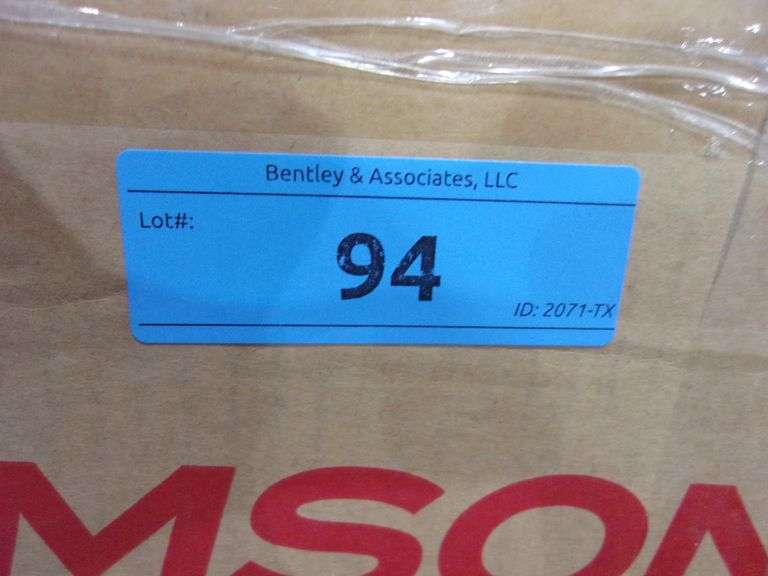 Bentley & Associates, LLC
Lot#:
94
ID: 2071-TX
MSON